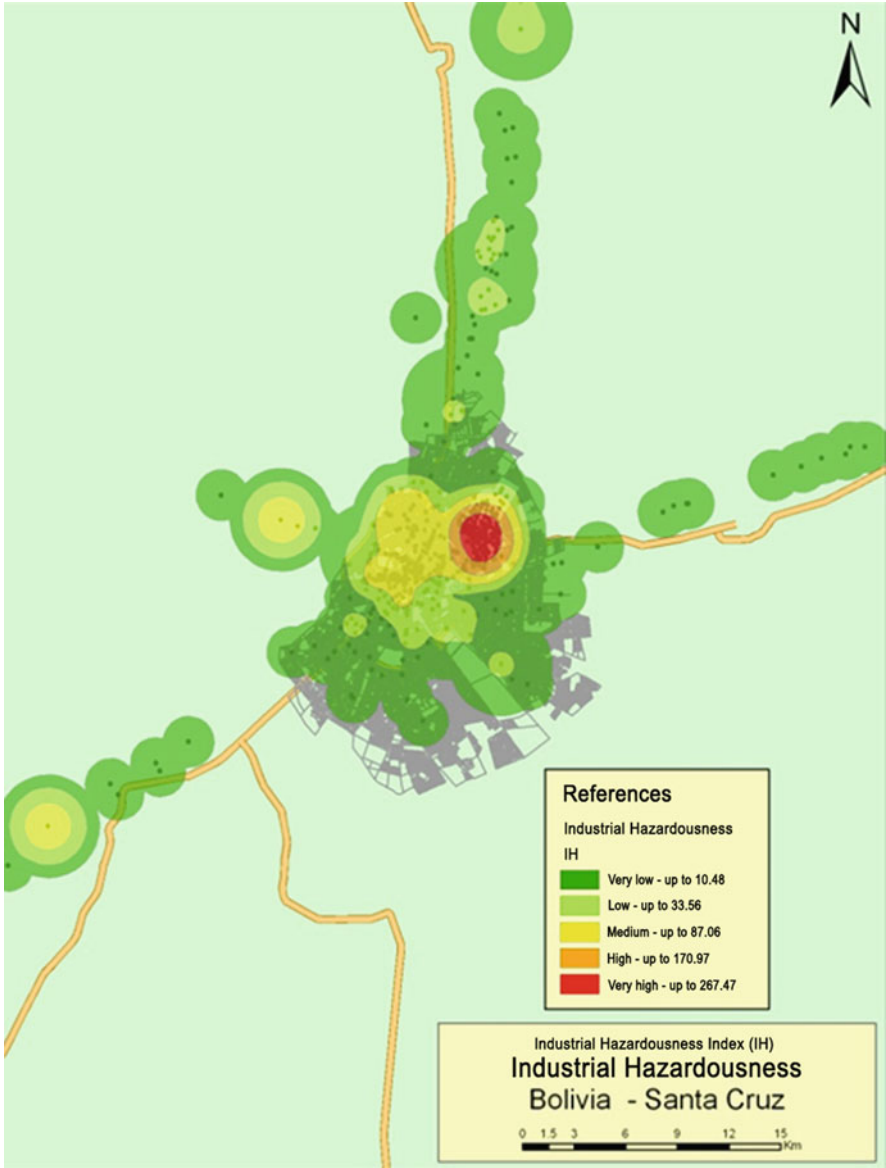 N
References
Industrial Hazardousness
IH
Very low - up to 10.48
Low - up to 33.56
Medium - up to 87.06
High - up to 170.97
Very high - up to 267.47
Industrial Hazardousness Index (IH)
Industrial Hazardousness
Bolivia - Santa Cruz
0 1.5 3 6 9 12 15
Km